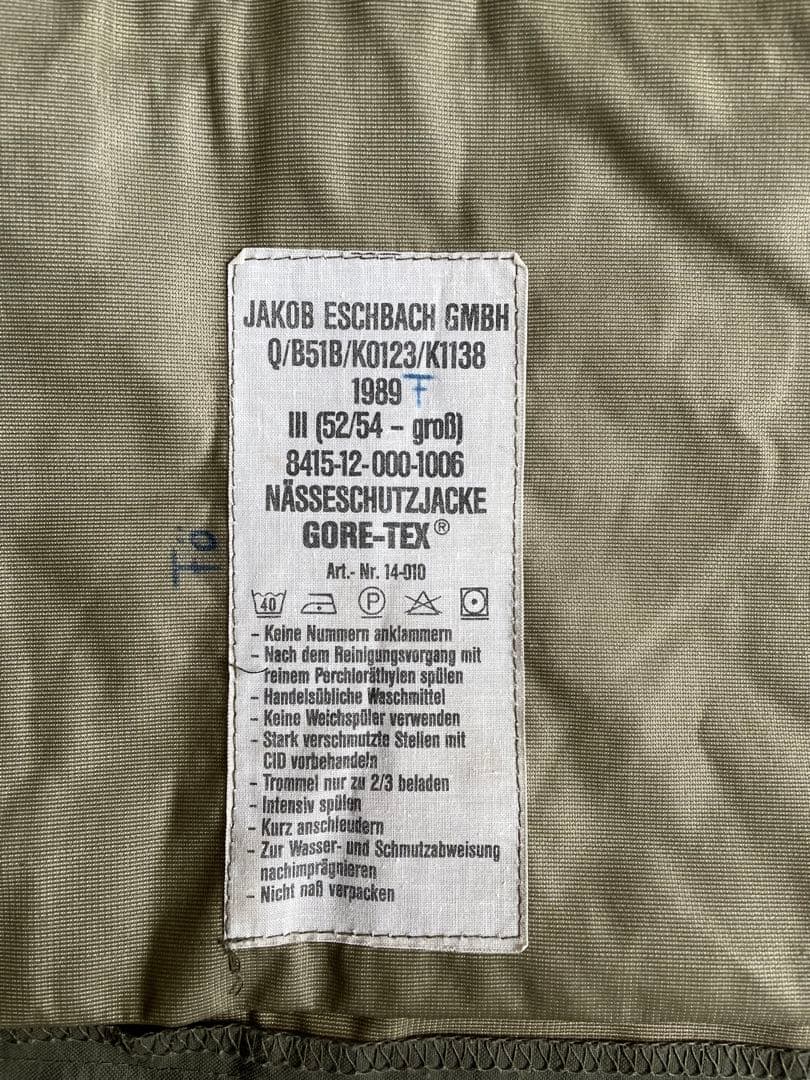 JAKOB ESCHBACH GMBH
Q/B51B/K0123/K1138
1989 F
III (52/54 – groß)
8415-12-000-1006
NÄSSESCHUTZJACKE
GORE-TEX®
Art.- Nr. 14-010
40 P
- Keine Nummern anklammern
- Nach dem Reinigungsvorgang mit
reinem Perchloräthylen spülen
- Handelsübliche Waschmittel
- Keine Weichspüler verwenden
- Stark verschmutzte Stellen mit
CID vorbehandeln
- Trommel nur zu 2/3 beladen
- Intensiv spülen
- Kurz anschleudern
- Zur Wasser- und Schmutzabweisung
nachimprägnieren
- Nicht naß verpacken
Tö